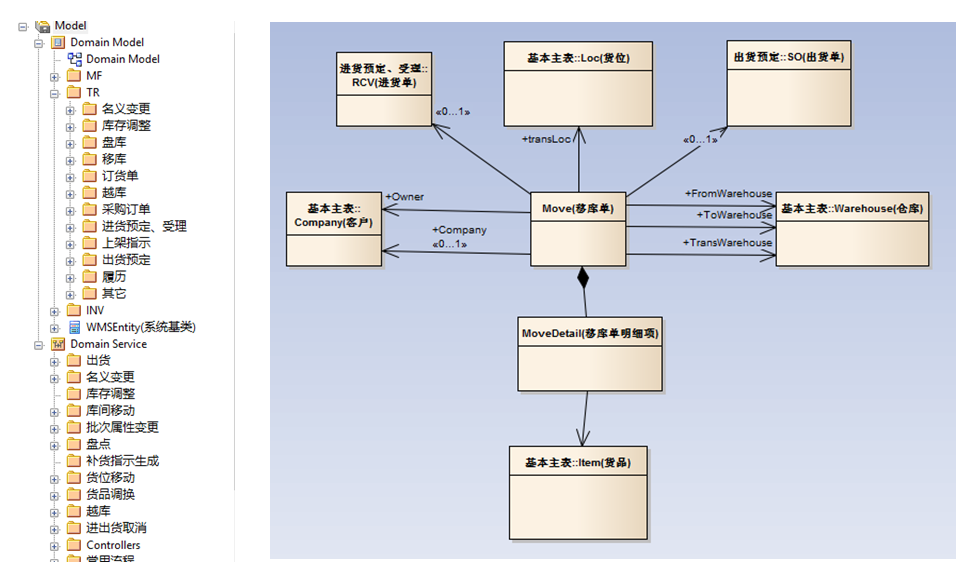 Model
Domain Model
Domain Model
MF
TR
名义变更
库存调整
盘库
移库
订货单
越库
采购订单
进货预定、受理
上架指示
出货预定
履历
其它
INV
WMSEntity(系统基类)
Domain Service
出货
名义变更
库存调整
库间移动
批次属性变更
盘点
补货指示生成
货位移动
货品调换
越库
进出货取消
Controllers
常用流程
进货预定、受理::
RCV(进货单)
基本主表::Loc(货位)
出货预定::SO(出货单)
«0...1»
+transLoc
«0...1»
基本主表::
Company(客户)
+Owner
+Company
«0...1»
Move(移库单)
+FromWarehouse
+ToWarehouse
+TransWarehouse
基本主表::Warehouse(仓库)
MoveDetail(移库单明细项)
基本主表::Item(货品)